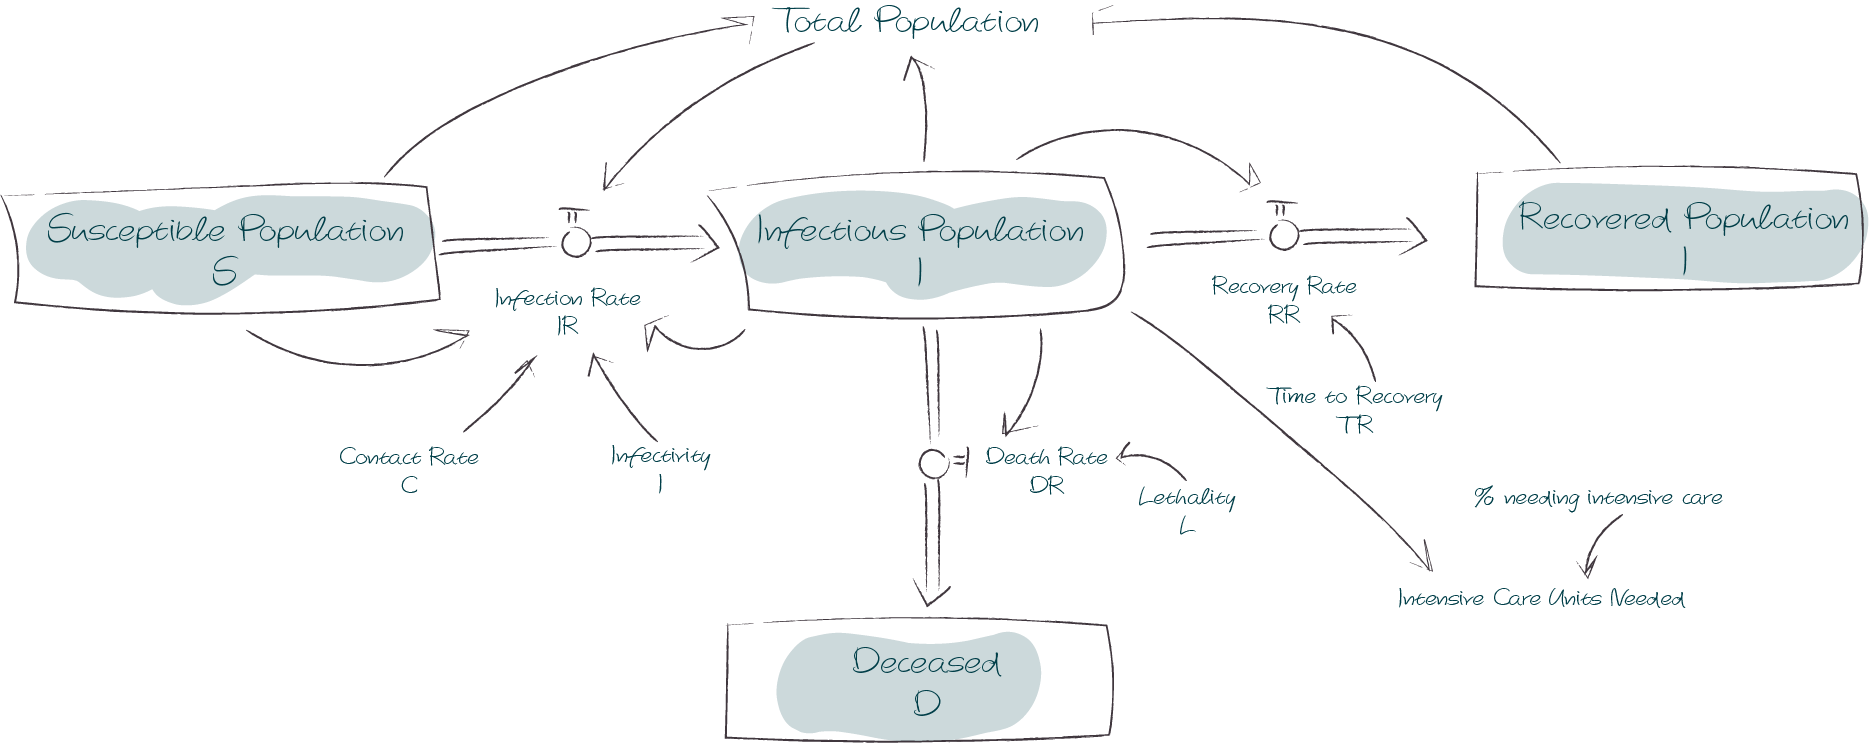 Total Population
Susceptible Population
S
Infectious Population
I
Recovered Population
I
Infection Rate
IR
Recovery Rate
RR
Time to Recovery
TR
Contact Rate
C
Infectivity
I
Death Rate
DR
Lethality
L
% needing intensive care
Intensive Care Units Needed
Deceased
D